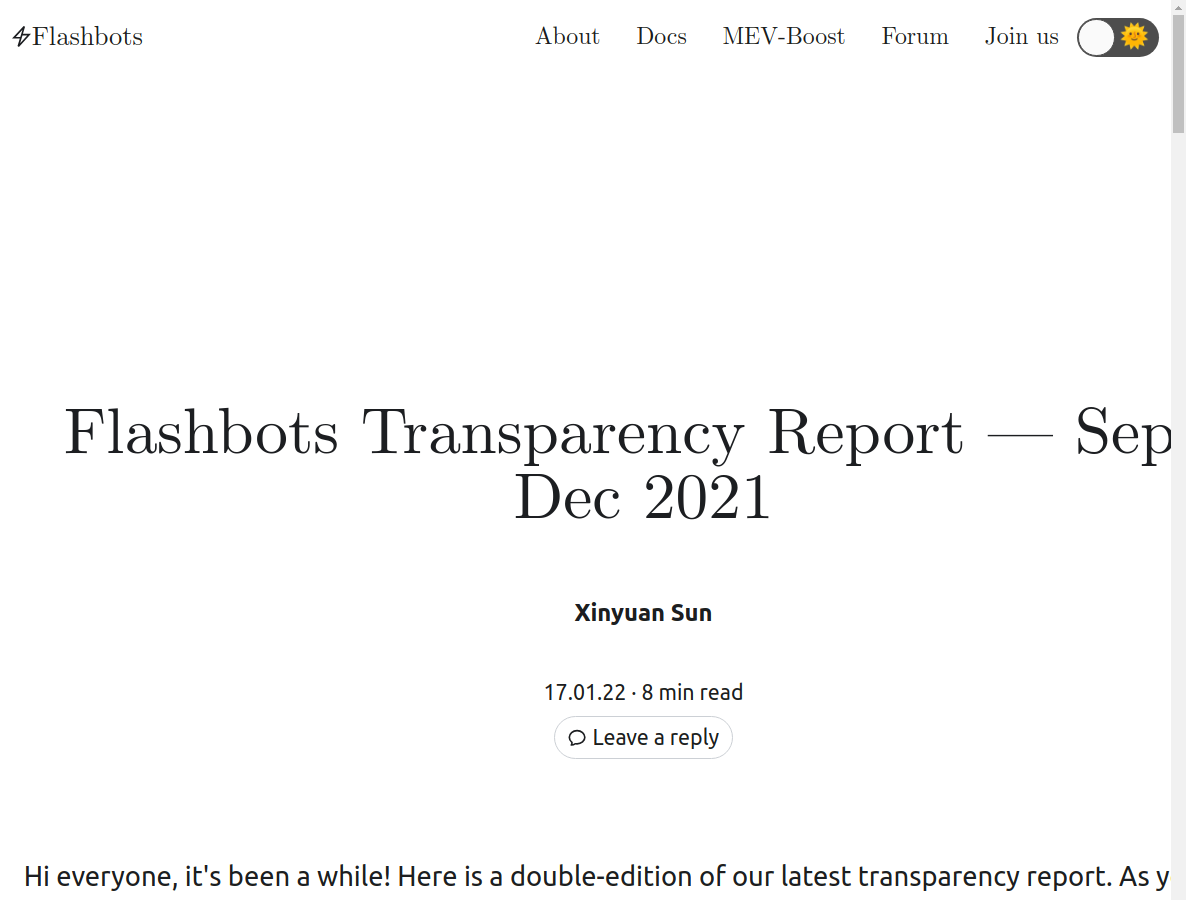 Flashbots About Docs MEV-Boost Forum Join us
Flashbots Transparency Report — Sep
Dec 2021
Xinyuan Sun
17.01.22 · 8 min read
Leave a reply
Hi everyone, it's been a while! Here is a double-edition of our latest transparency report. As y